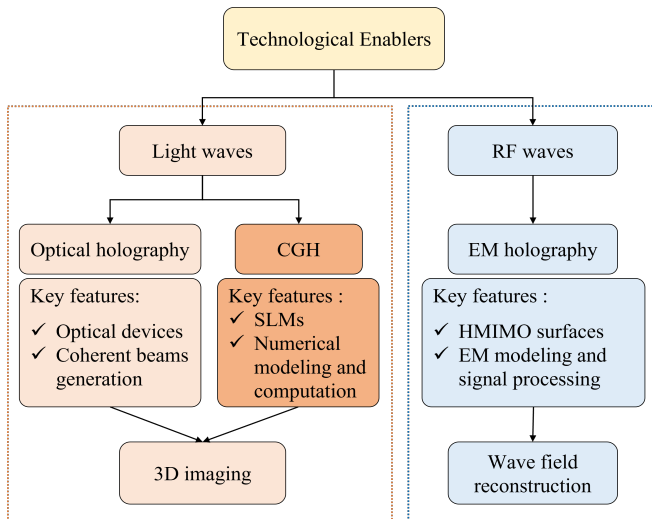 Technological Enablers
Light waves
RF waves
Optical holography
CGH
EM holography
Key features:
✓ Optical devices
✓ Coherent beams
generation
Key features :
✓ SLMs
✓ Numerical
modeling and
computation
Key features :
✓ HMIMO surfaces
✓ EM modeling and
signal processing
3D imaging
Wave field
reconstruction